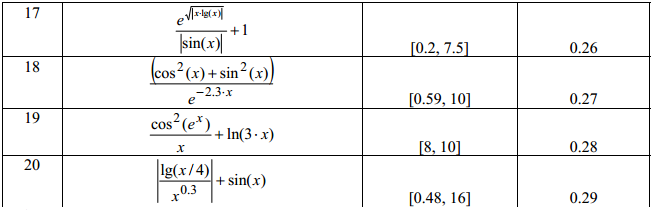 17 e^√|x·lg(x)| / |sin(x)| + 1 [0.2, 7.5] 0.26
18 (cos²(x) + sin²(x)) / e^−2.3·x [0.59, 10] 0.27
19 cos²(eˣ) / x + ln(3 · x) [8, 10] 0.28
20 |lg(x / 4) / x^0.3| + sin(x) [0.48, 16] 0.29